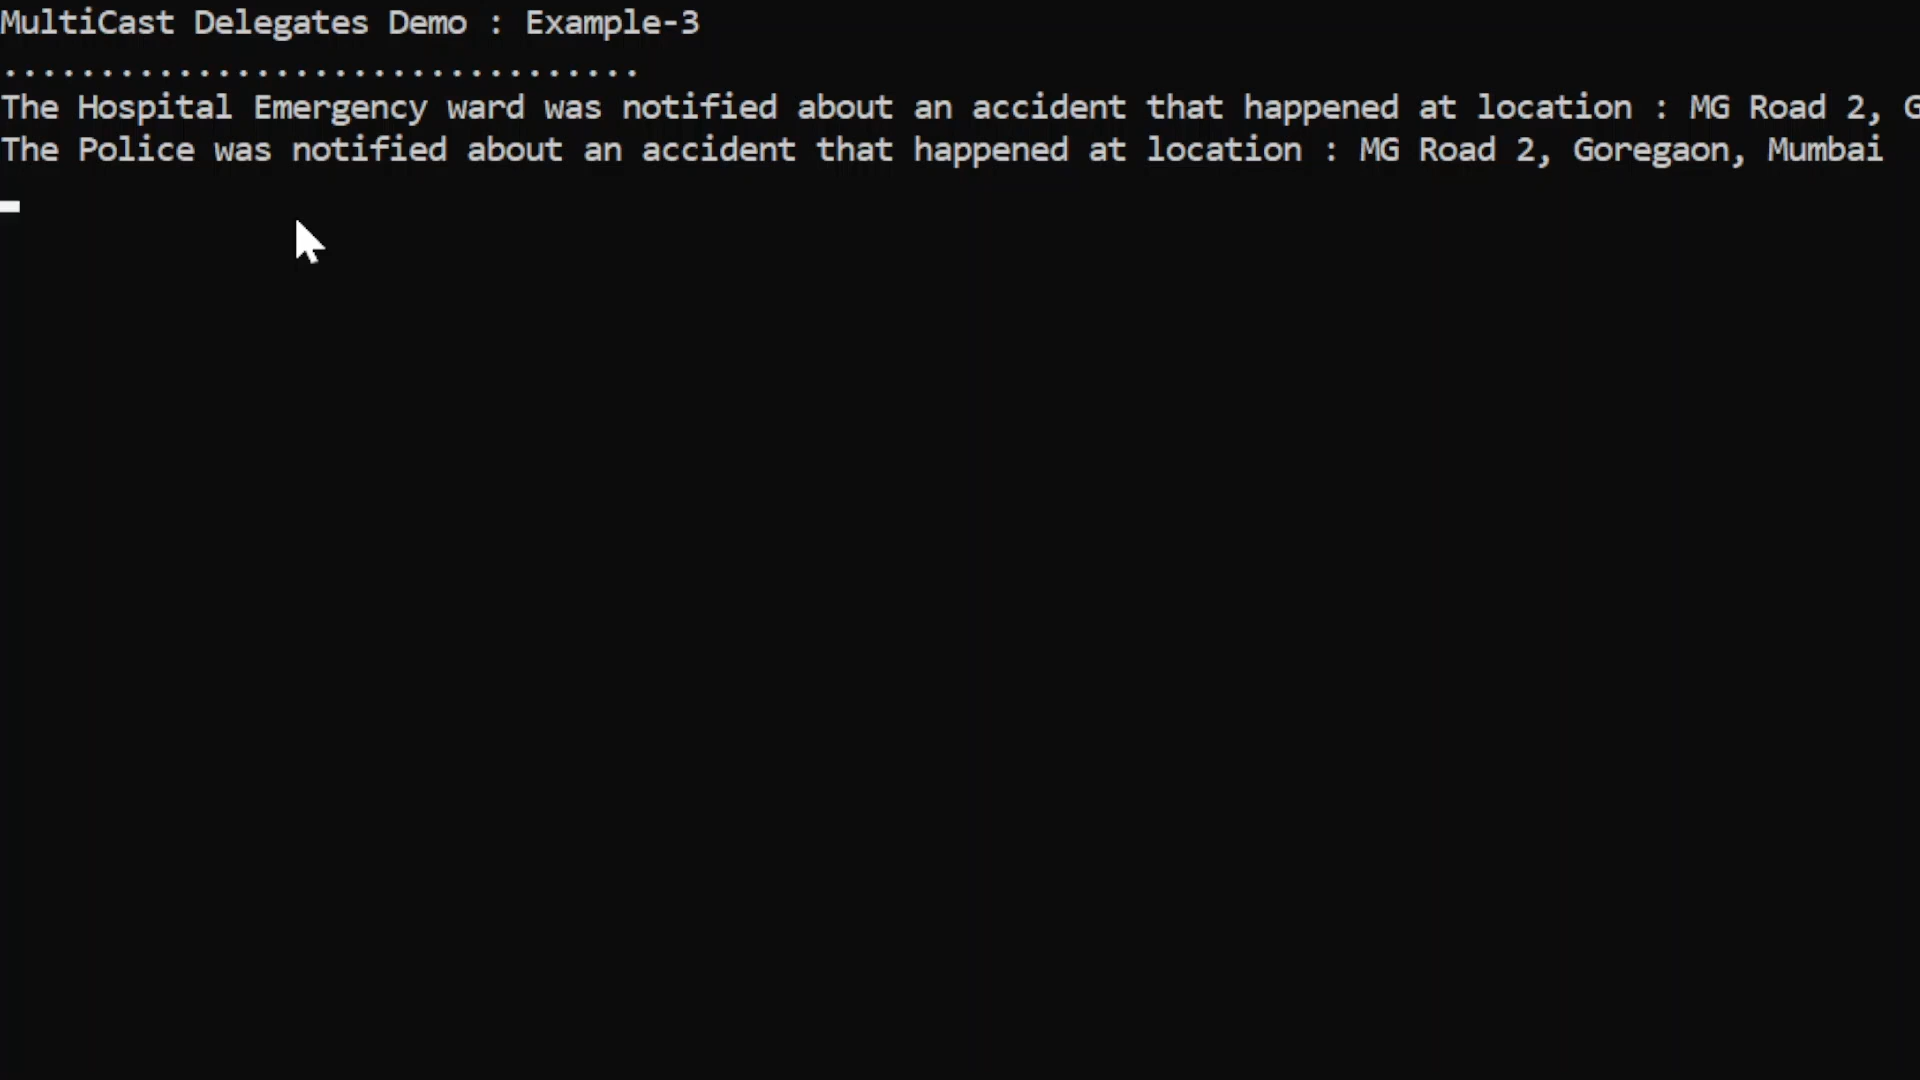 MultiCast Delegates Demo : Example-3
.................................
The Hospital Emergency ward was notified about an accident that happened at location : MG Road 2, G
The Police was notified about an accident that happened at location : MG Road 2, Goregaon, Mumbai